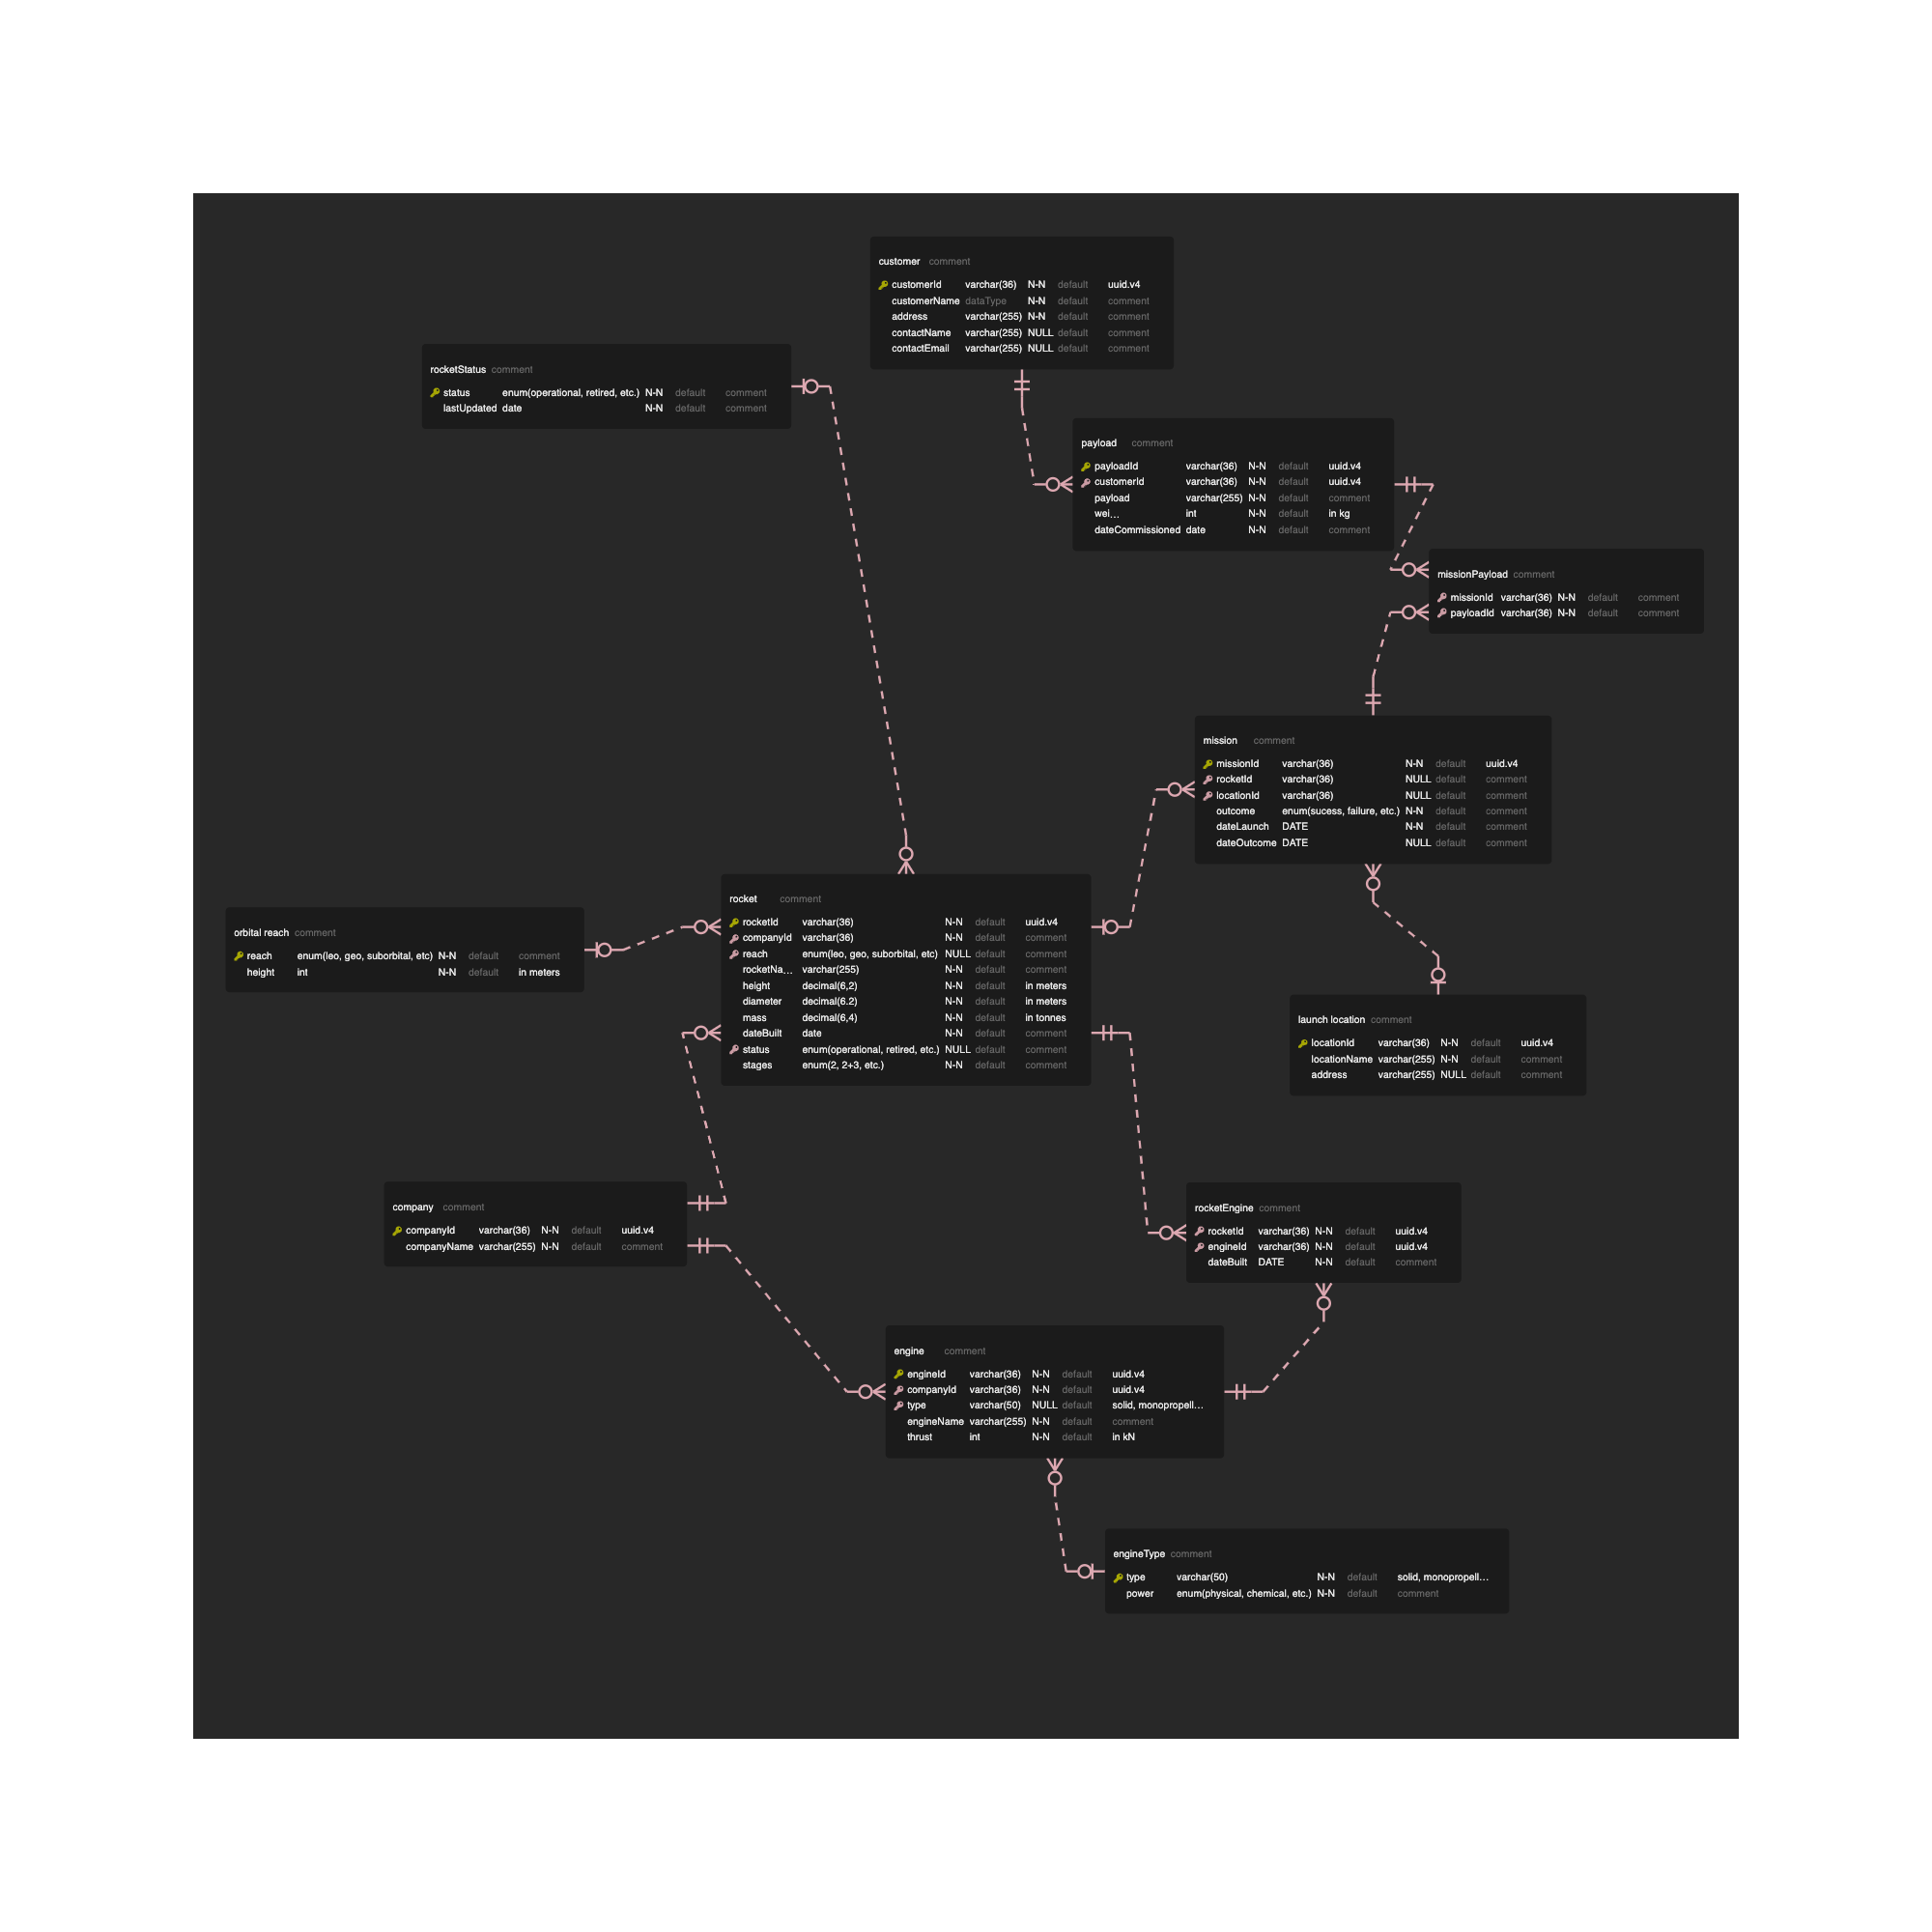 customer comment
customerId varchar(36) N-N default uuid.v4
customerName dataType N-N default comment
address varchar(255) N-N default comment
contactName varchar(255) NULL default comment
contactEmail varchar(255) NULL default comment
rocketStatus comment
status enum(operational, retired, etc.) N-N default comment
lastUpdated date N-N default comment
payload comment
payloadId varchar(36) N-N default uuid.v4
customerId varchar(36) N-N default uuid.v4
payload varchar(255) N-N default comment
wei... int N-N default in kg
dateCommissioned date N-N default comment
missionPayload comment
missionId varchar(36) N-N default comment
payloadId varchar(36) N-N default comment
mission comment
missionId varchar(36) N-N default uuid.v4
rocketId varchar(36) NULL default comment
locationId varchar(36) NULL default comment
outcome enum(sucess, failure, etc.) N-N default comment
dateLaunch DATE N-N default comment
dateOutcome DATE NULL default comment
rocket comment
rocketId varchar(36) N-N default uuid.v4
companyId varchar(36) N-N default comment
reach enum(leo, geo, suborbital, etc) NULL default comment
rocketNa... varchar(255) N-N default comment
height decimal(6,2) N-N default in meters
diameter decimal(6.2) N-N default in meters
mass decimal(6,4) N-N default in tonnes
dateBuilt date N-N default comment
status enum(operational, retired, etc.) NULL default comment
stages enum(2, 2+3, etc.) N-N default comment
orbital reach comment
reach enum(leo, geo, suborbital, etc) N-N default comment
height int N-N default in meters
launch location comment
locationId varchar(36) N-N default uuid.v4
locationName varchar(255) N-N default comment
address varchar(255) NULL default comment
company comment
companyId varchar(36) N-N default uuid.v4
companyName varchar(255) N-N default comment
rocketEngine comment
rocketId varchar(36) N-N default uuid.v4
engineId varchar(36) N-N default uuid.v4
dateBuilt DATE N-N default comment
engine comment
engineId varchar(36) N-N default uuid.v4
companyId varchar(36) N-N default uuid.v4
type varchar(50) NULL default solid, monopropell...
engineName varchar(255) N-N default comment
thrust int N-N default in kN
engineType comment
type varchar(50) N-N default solid, monopropell...
power enum(physical, chemical, etc.) N-N default comment